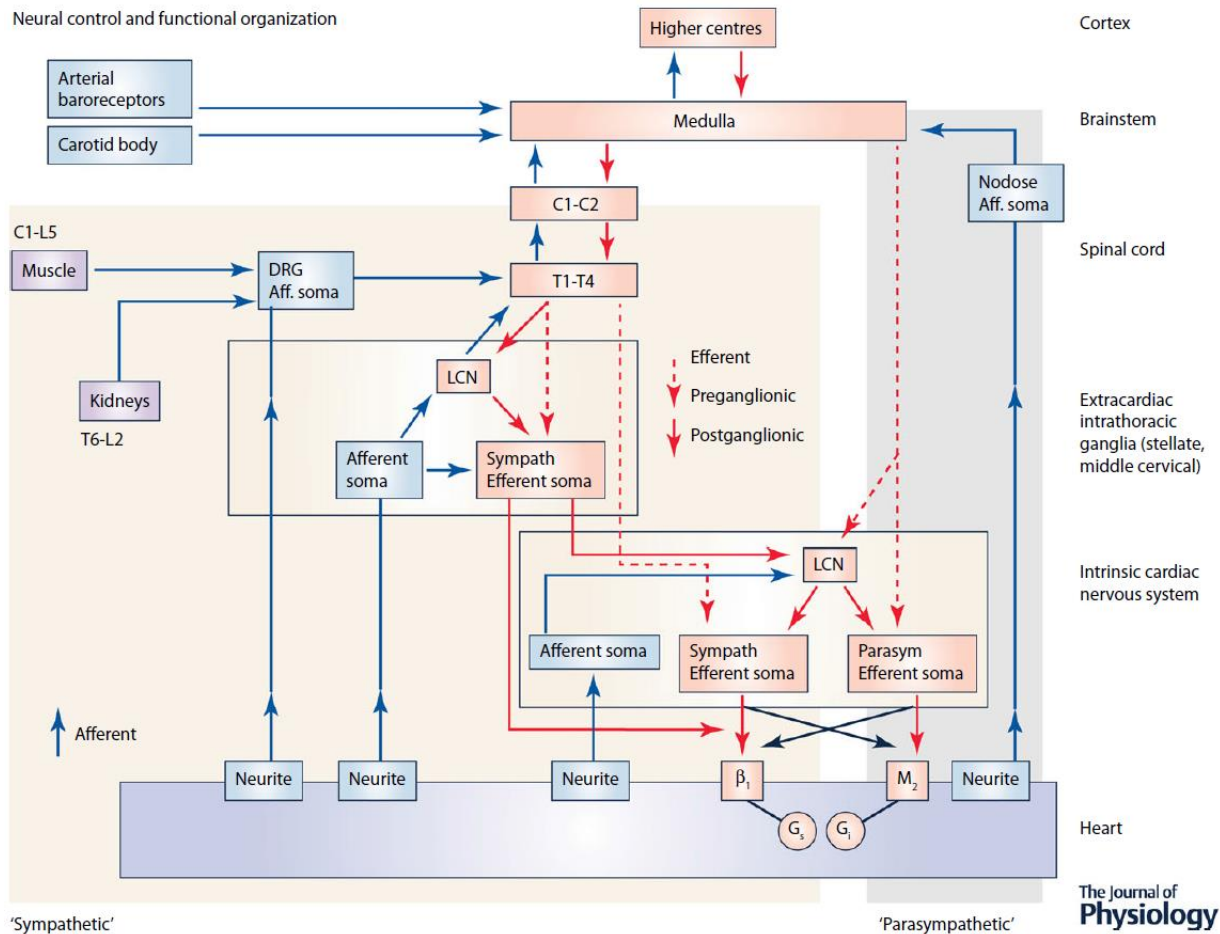 Neural control and functional organization
Higher centres
Cortex
Arterial
baroreceptors
Carotid body
Medulla
Brainstem
Nodose
Aff. soma
C1-C2
C1-L5
Muscle
DRG
Aff. soma
T1-T4
Spinal cord
LCN
Efferent
Preganglionic
Postganglionic
Kidneys
T6-L2
Extracardiac
intrathoracic
ganglia (stellate,
middle cervical)
Afferent
soma
Sympath
Efferent soma
LCN
Intrinsic cardiac
nervous system
Afferent soma
Sympath
Efferent soma
Parasym
Efferent soma
Afferent
Neurite
Neurite
Neurite
β₁
M₂
Neurite
Gₛ
Gᵢ
Heart
'Sympathetic'
'Parasympathetic'
The Journal of
Physiology